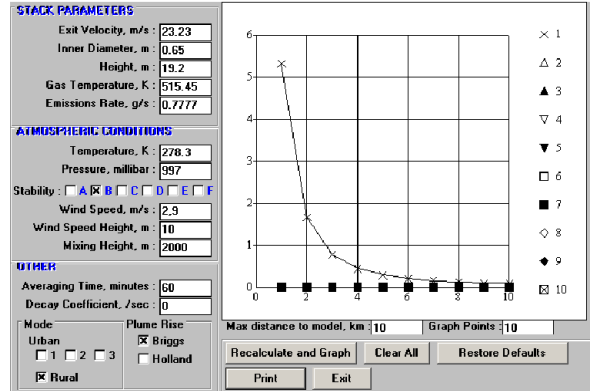 STACK PARAMETERS
Exit Velocity, m/s : 23.23
Inner Diameter, m : 0.65
Height, m : 19.2
Gas Temperature, K : 515.45
Emissions Rate, g/s : 0.7777
ATMOSPHERIC CONDITIONS
Temperature, K : 278.3
Pressure, millibar : 997
Stability : A B C D E F
Wind Speed, m/s : 2,9
Wind Speed Height, m : 10
Mixing Height, m : 2000
OTHER
Averaging Time, minutes : 60
Decay Coefficient, /sec : 0
Mode
Urban
1 2 3
Rural
Plume Rise
Briggs
Holland
6
5
4
3
2
1
0
0 2 4 6 8 10
1
2
3
4
5
6
7
8
9
10
Max distance to model, km : 10 Graph Points : 10
Recalculate and Graph Clear All Restore Defaults
Print Exit